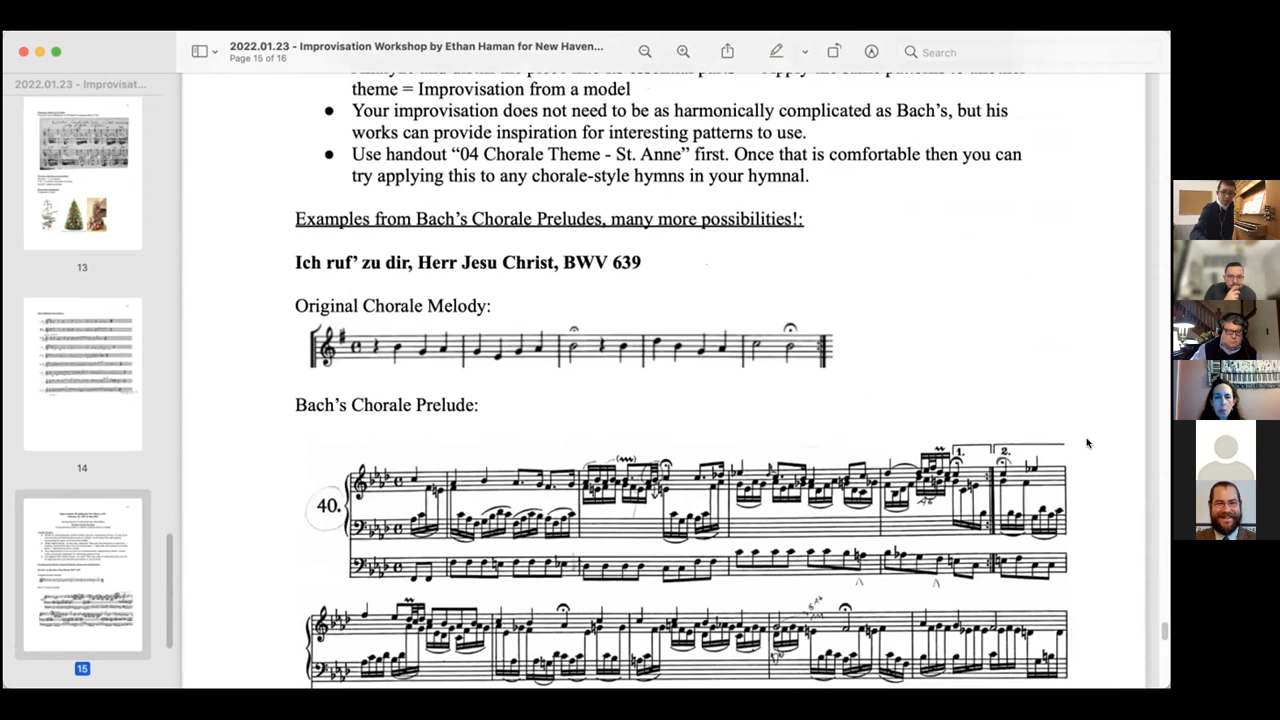 2022.01.23 - Improvisation Workshop by Ethan Haman for New Haven...
Page 15 of 16
Search
2022.01.23 - Improvisat...
13
14
15
theme = Improvisation from a model
● Your improvisation does not need to be as harmonically complicated as Bach's, but his
works can provide inspiration for interesting patterns to use.
● Use handout “04 Chorale Theme - St. Anne” first. Once that is comfortable then you can
try applying this to any chorale-style hymns in your hymnal.
Examples from Bach's Chorale Preludes, many more possibilities!:
Ich ruf' zu dir, Herr Jesu Christ, BWV 639
Original Chorale Melody:
Bach's Chorale Prelude:
1.
2.
40.